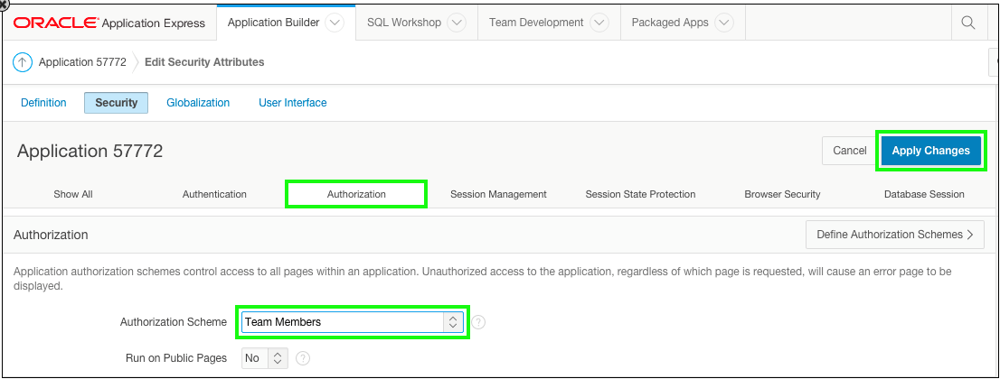 ORACLE Application Express Application Builder SQL Workshop Team Development Packaged Apps
Application 57772 Edit Security Attributes
Definition Security Globalization User Interface
Application 57772 Cancel Apply Changes
Show All Authentication Authorization Session Management Session State Protection Browser Security Database Session
Authorization Define Authorization Schemes >
Application authorization schemes control access to all pages within an application. Unauthorized access to the application, regardless of which page is requested, will cause an error page to be
displayed.
Authorization Scheme Team Members ?
Run on Public Pages No ?